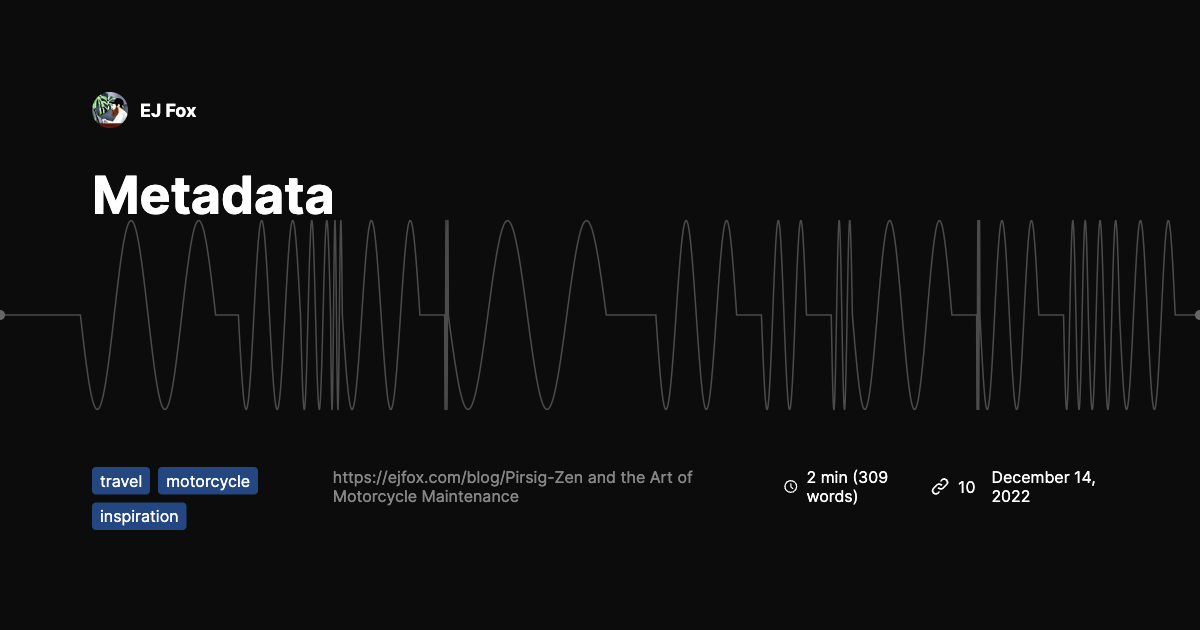 EJ Fox
Metadata
travel motorcycle
inspiration
https://ejfox.com/blog/Pirsig-Zen and the Art of
Motorcycle Maintenance
2 min (309
words)
10
December 14,
2022